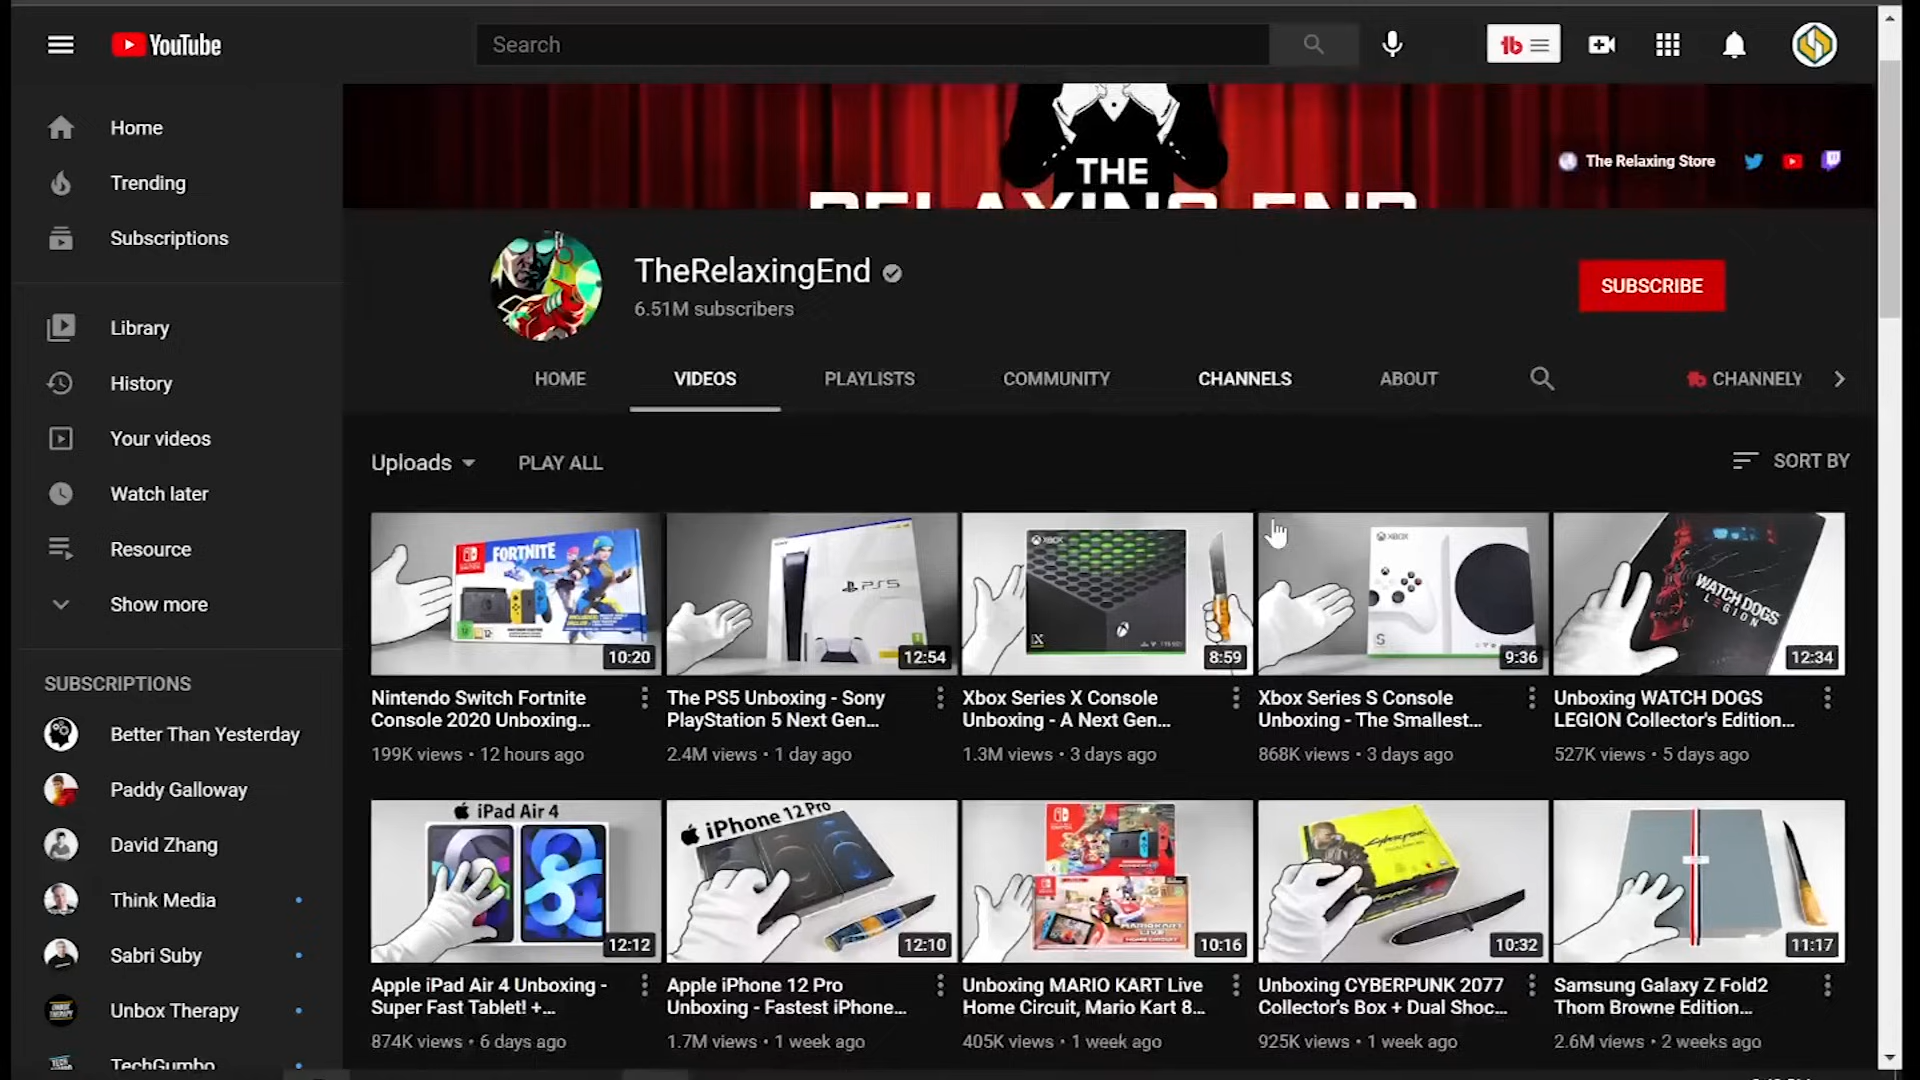 YouTube
Search
Home
Trending
Subscriptions
Library
History
Your videos
Watch later
Resource
Show more
SUBSCRIPTIONS
Better Than Yesterday
Paddy Galloway
David Zhang
Think Media
Sabri Suby
Unbox Therapy
TechGumbo
THE
RELAXING END
The Relaxing Store
TheRelaxingEnd
6.51M subscribers
SUBSCRIBE
HOME
VIDEOS
PLAYLISTS
COMMUNITY
CHANNELS
ABOUT
CHANNELY
Uploads
PLAY ALL
SORT BY
FORTNITE
10:20
Nintendo Switch Fortnite
Console 2020 Unboxing...
199K views • 12 hours ago
PS5
12:54
The PS5 Unboxing - Sony
PlayStation 5 Next Gen...
2.4M views • 1 day ago
XBOX
8:59
Xbox Series X Console
Unboxing - A Next Gen...
1.3M views • 3 days ago
XBOX
S
9:36
Xbox Series S Console
Unboxing - The Smallest...
868K views • 3 days ago
WATCH DOGS
LEGION
12:34
Unboxing WATCH DOGS
LEGION Collector's Edition...
527K views • 5 days ago
iPad Air 4
12:12
Apple iPad Air 4 Unboxing -
Super Fast Tablet! +...
874K views • 6 days ago
iPhone 12 Pro
12:10
Apple iPhone 12 Pro
Unboxing - Fastest iPhone...
1.7M views • 1 week ago
MARIO KART LIVE
HOME CIRCUIT
10:16
Unboxing MARIO KART Live
Home Circuit, Mario Kart 8...
405K views • 1 week ago
Cyberpunk
10:32
Unboxing CYBERPUNK 2077
Collector's Box + Dual Shoc...
925K views • 1 week ago
11:17
Samsung Galaxy Z Fold2
Thom Browne Edition...
2.6M views • 2 weeks ago